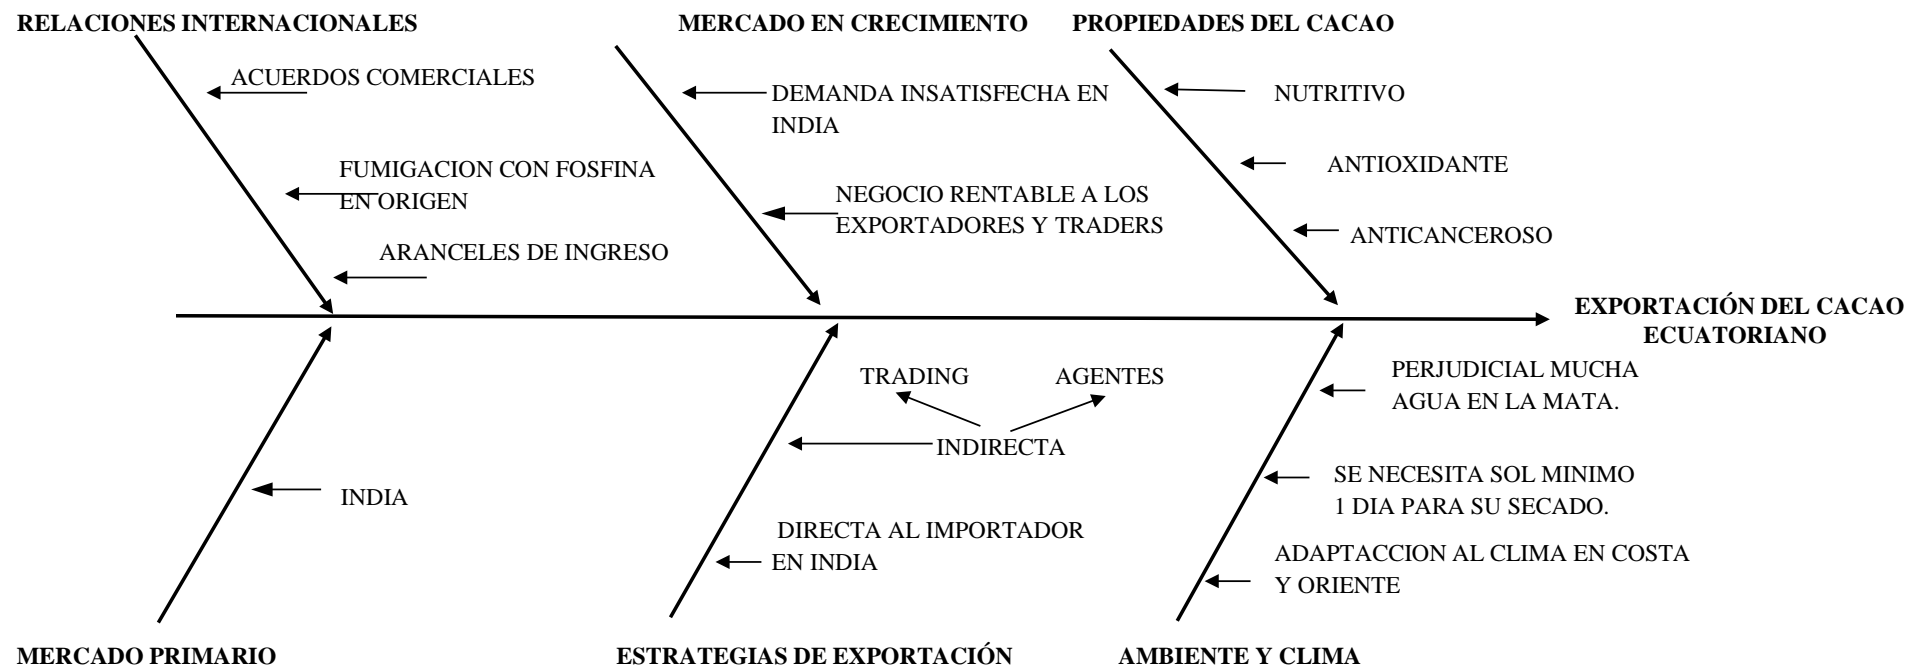 RELACIONES INTERNACIONALES
MERCADO EN CRECIMIENTO
PROPIEDADES DEL CACAO
ACUERDOS COMERCIALES
FUMIGACION CON FOSFINA
EN ORIGEN
ARANCELES DE INGRESO
DEMANDA INSATISFECHA EN
INDIA
NEGOCIO RENTABLE A LOS
EXPORTADORES Y TRADERS
NUTRITIVO
ANTIOXIDANTE
ANTICANCEROSO
EXPORTACIÓN DEL CACAO
ECUATORIANO
INDIA
TRADING
AGENTES
INDIRECTA
DIRECTA AL IMPORTADOR
EN INDIA
PERJUDICIAL MUCHA
AGUA EN LA MATA.
SE NECESITA SOL MINIMO
1 DIA PARA SU SECADO.
ADAPTACCION AL CLIMA EN COSTA
Y ORIENTE
MERCADO PRIMARIO
ESTRATEGIAS DE EXPORTACIÓN
AMBIENTE Y CLIMA